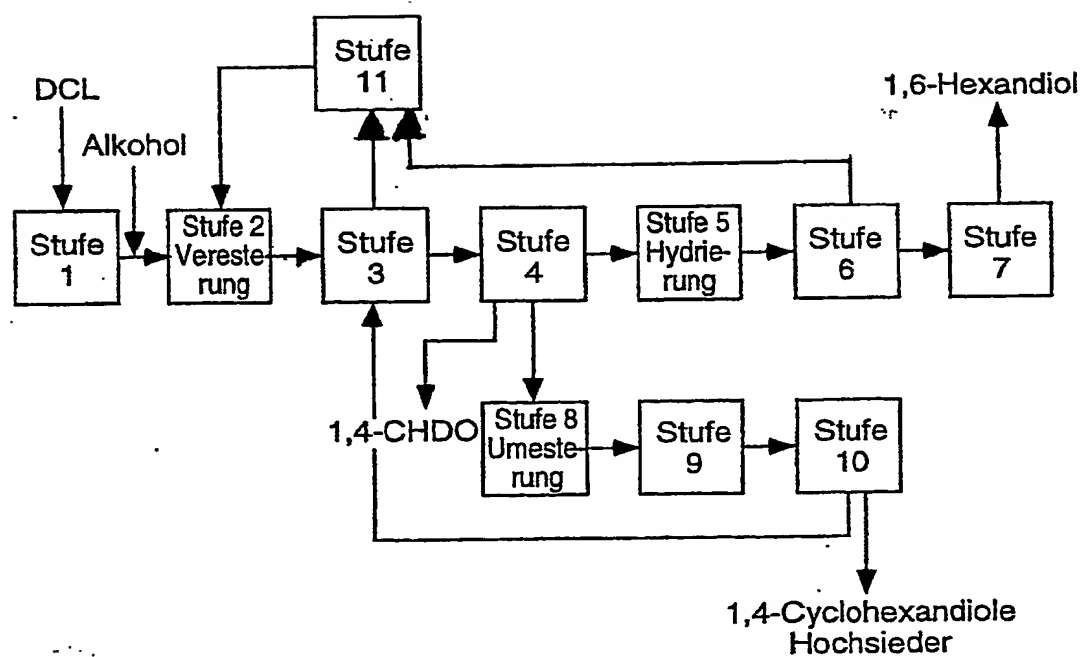 Stufe
11
DCL
1,6-Hexandiol
Alkohol
Stufe
1
Stufe 2
Vereste-
rung
Stufe
3
Stufe
4
Stufe 5
Hydrie-
rung
Stufe
6
Stufe
7
1,4-CHDO
Stufe 8
Umeste-
rung
Stufe
9
Stufe
10
1,4-Cyclohexandiole
Hochsieder